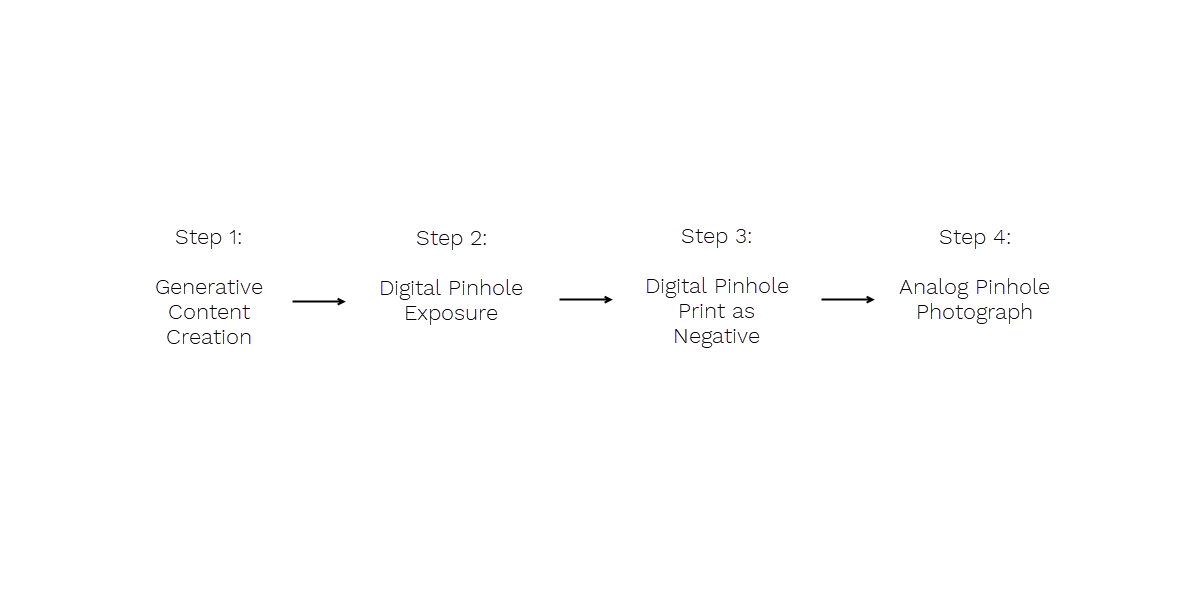 Step 1:
Generative
Content
Creation
Step 2:
Digital Pinhole
Exposure
Step 3:
Digital Pinhole
Print as
Negative
Step 4:
Analog Pinhole
Photograph